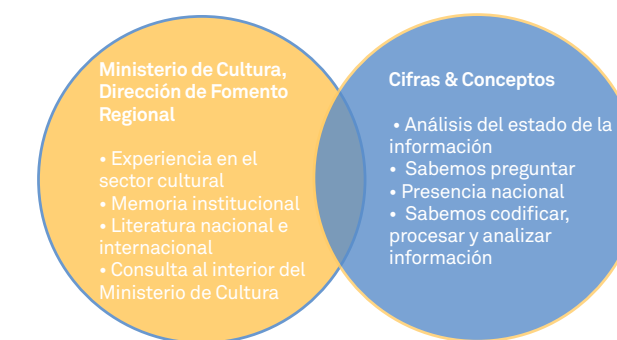 Ministerio de Cultura,
Dirección de Fomento
Regional
• Experiencia en el
sector cultural
• Memoria institucional
• Literatura nacional e
internacional
• Consulta al interior del
Ministerio de Cultura
Cifras & Conceptos
• Análisis del estado de la
información
• Sabemos preguntar
• Presencia nacional
• Sabemos codificar,
procesar y analizar
información